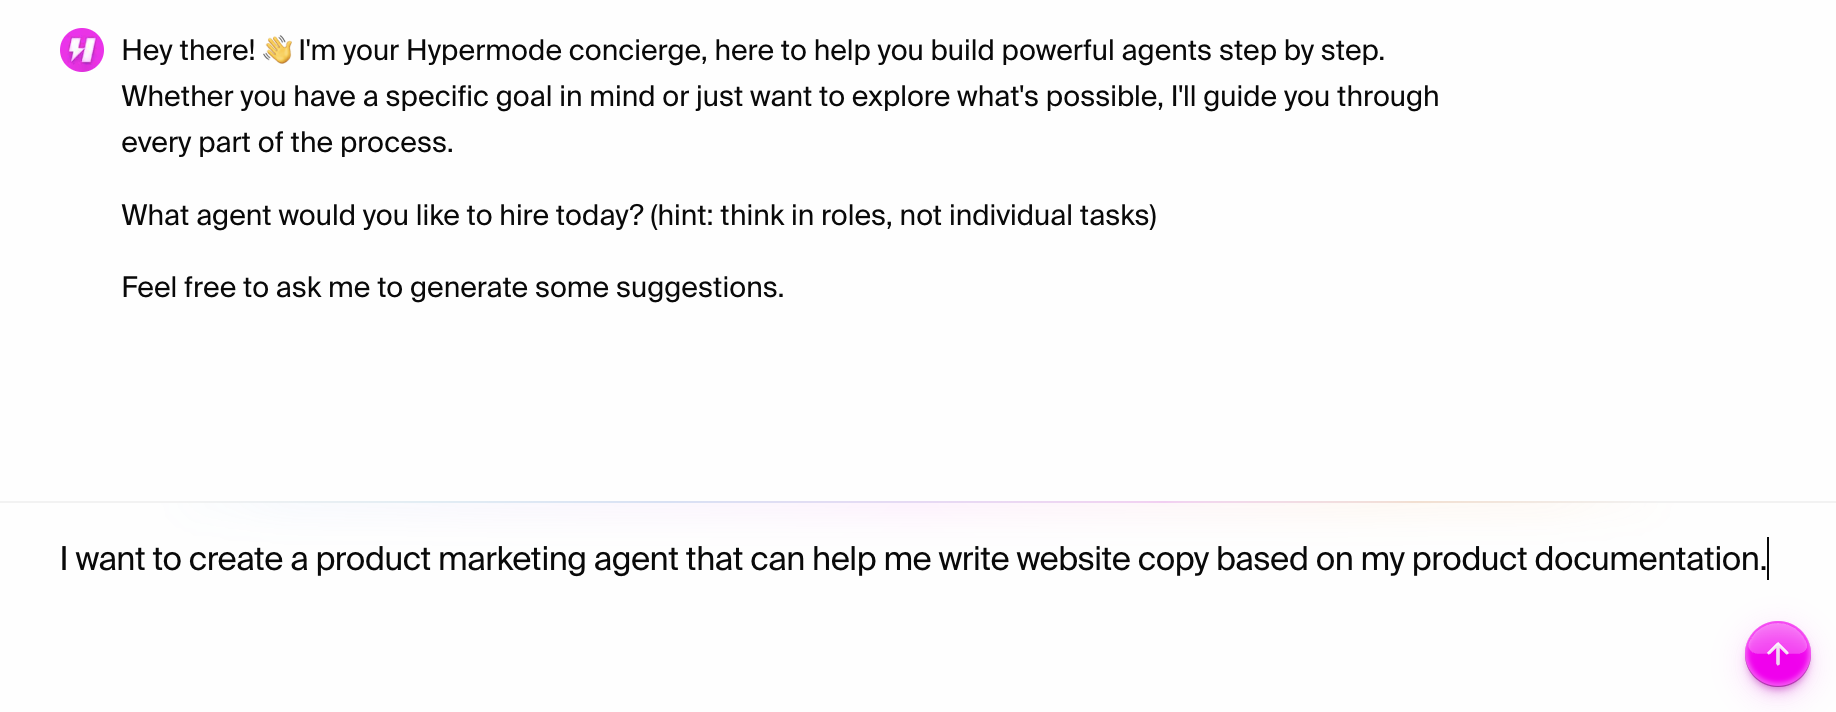 Hey there! 👋 I'm your Hypermode concierge, here to help you build powerful agents step by step.
Whether you have a specific goal in mind or just want to explore what's possible, I'll guide you through
every part of the process.
What agent would you like to hire today? (hint: think in roles, not individual tasks)
Feel free to ask me to generate some suggestions.
I want to create a product marketing agent that can help me write website copy based on my product documentation.